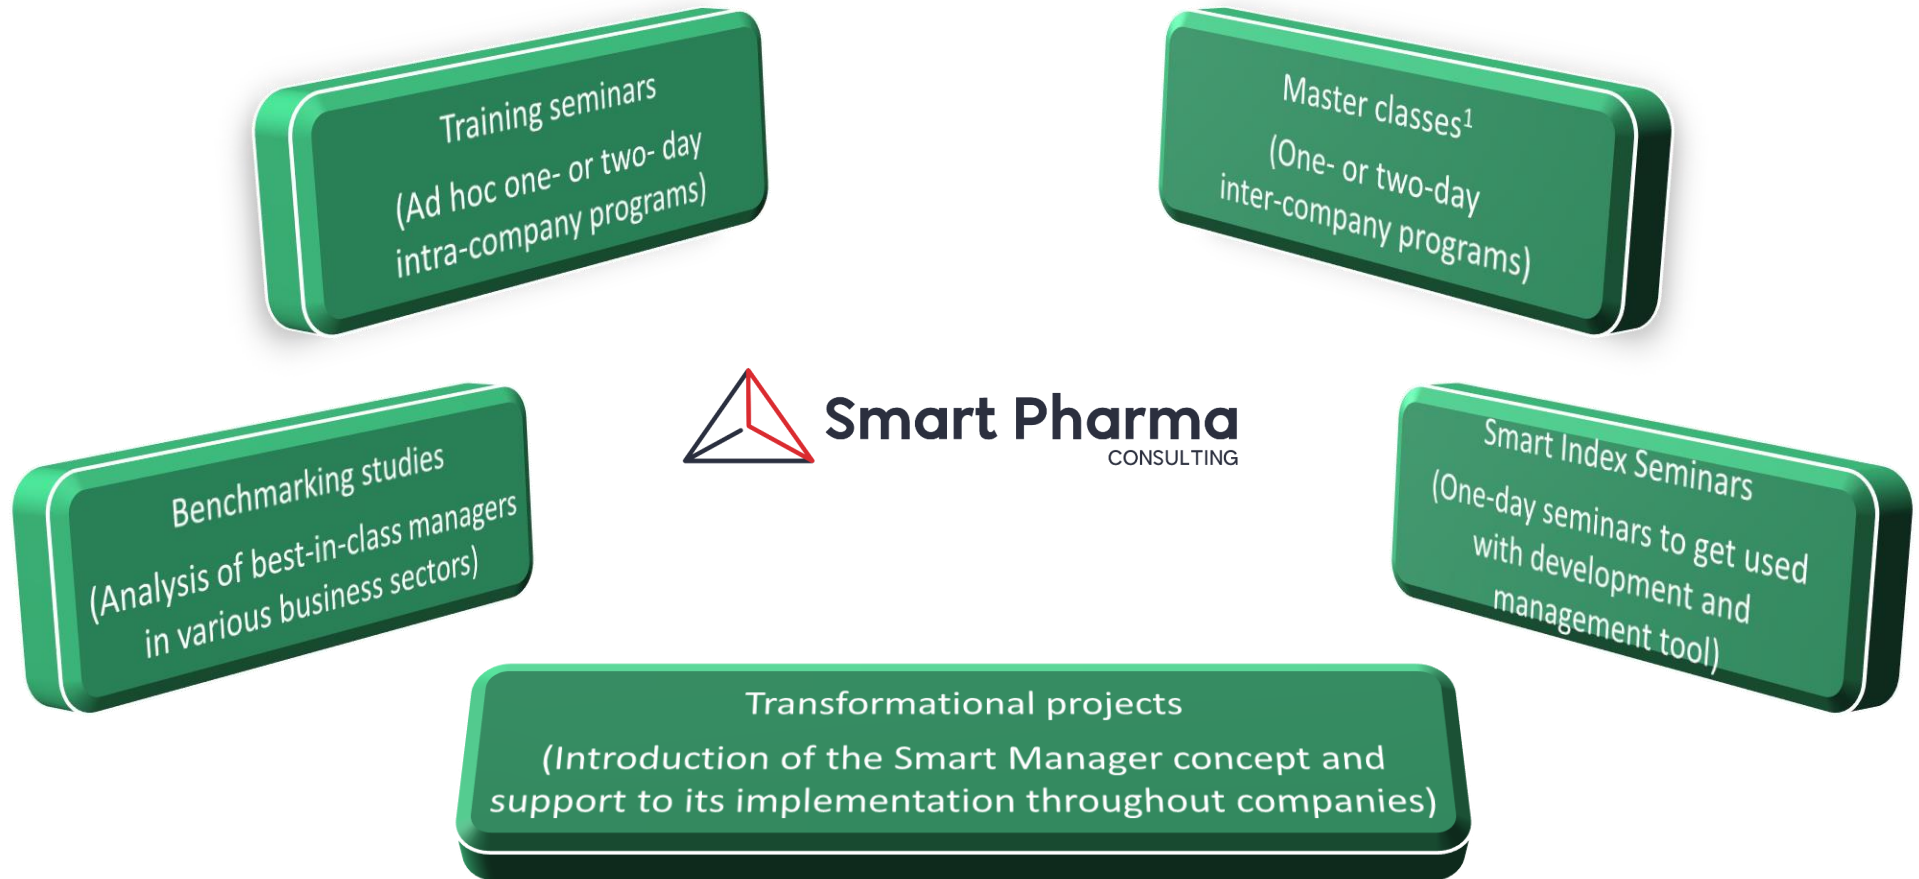 Training seminars
(Ad hoc one- or two- day
intra-company programs)
Master classes¹
(One- or two-day
inter-company programs)
Smart Pharma
CONSULTING
Benchmarking studies
(Analysis of best-in-class managers
in various business sectors)
Smart Index Seminars
(One-day seminars to get used
with development and
management tool)
Transformational projects
(Introduction of the Smart Manager concept and
support to its implementation throughout companies)